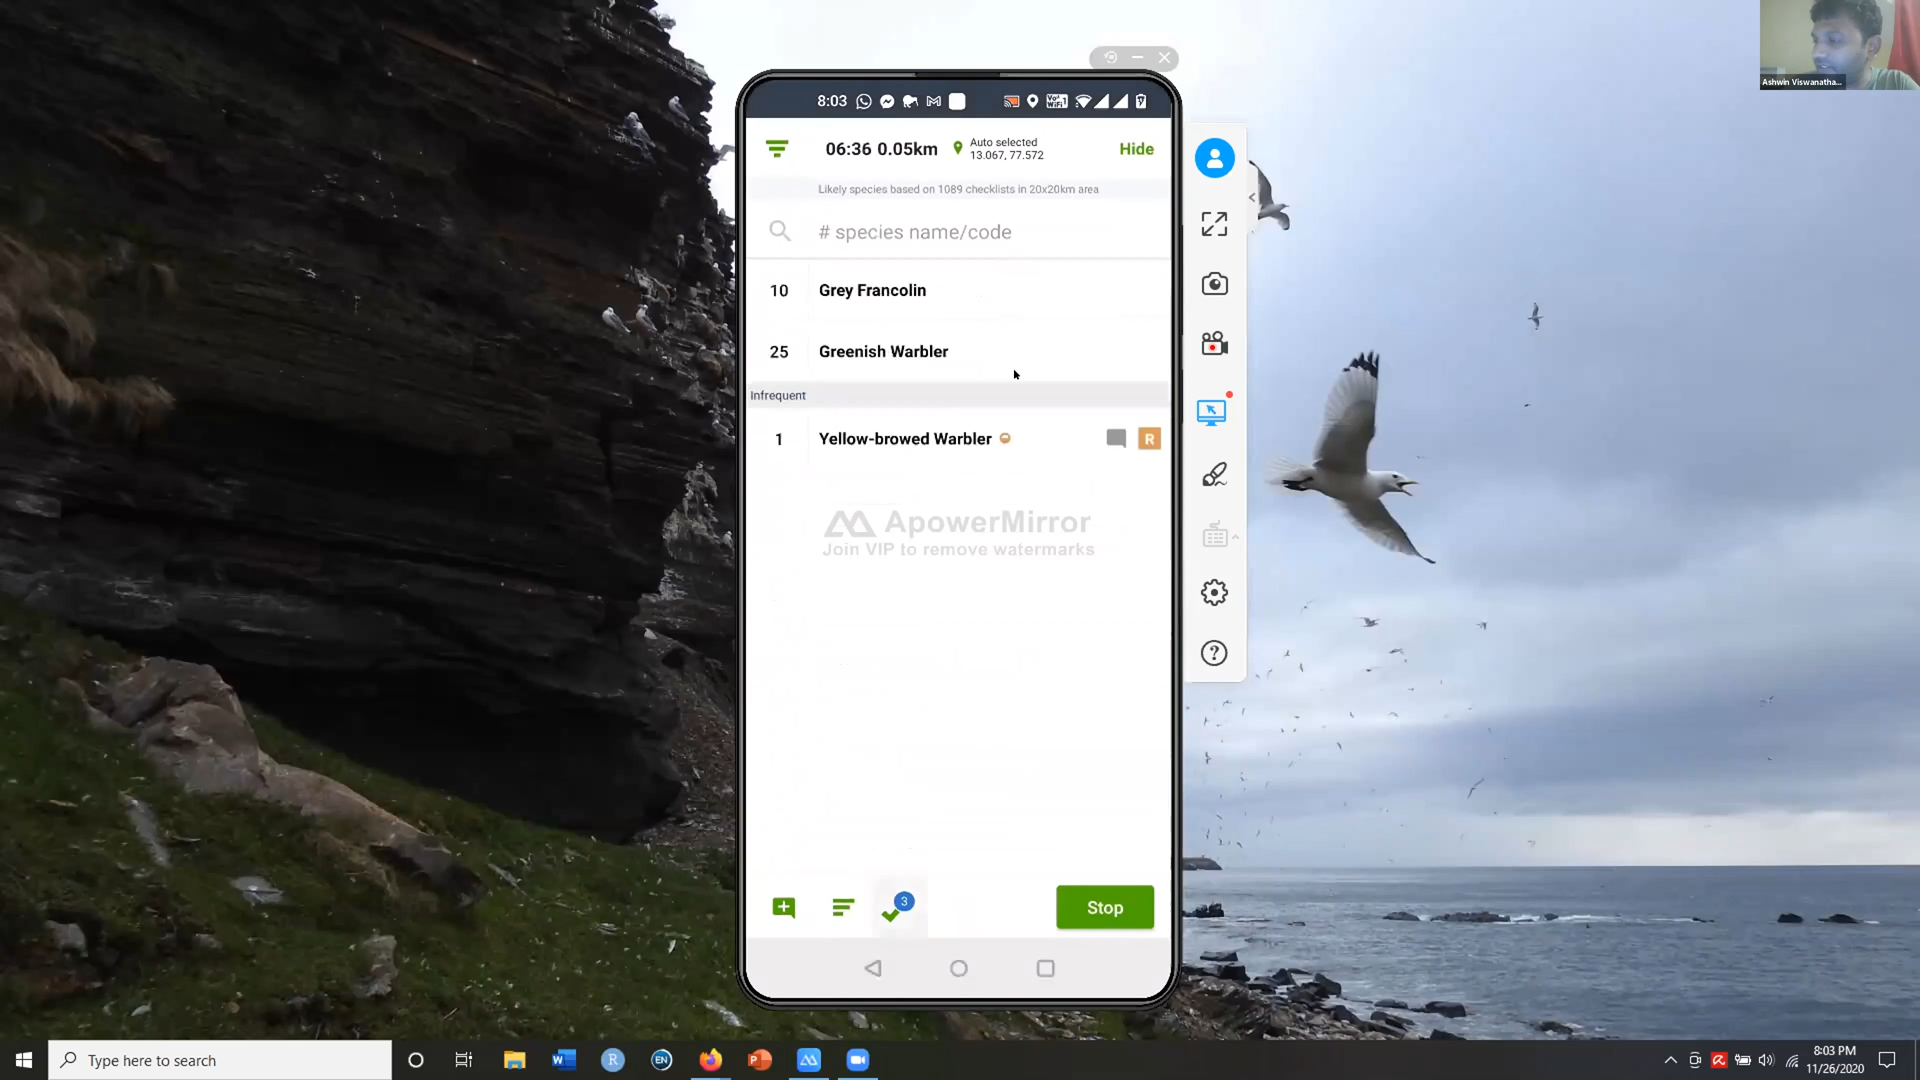 Ashwin Viswanatha...
8:03
06:36 0.05km
Auto selected
13.067, 77.572
Hide
Likely species based on 1089 checklists in 20x20km area
# species name/code
10 Grey Francolin
25 Greenish Warbler
Infrequent
1 Yellow-browed Warbler R
ApowerMirror
Join VIP to remove watermarks
3
Stop
Type here to search
W
R
EN
P
8:03 PM
11/26/2020